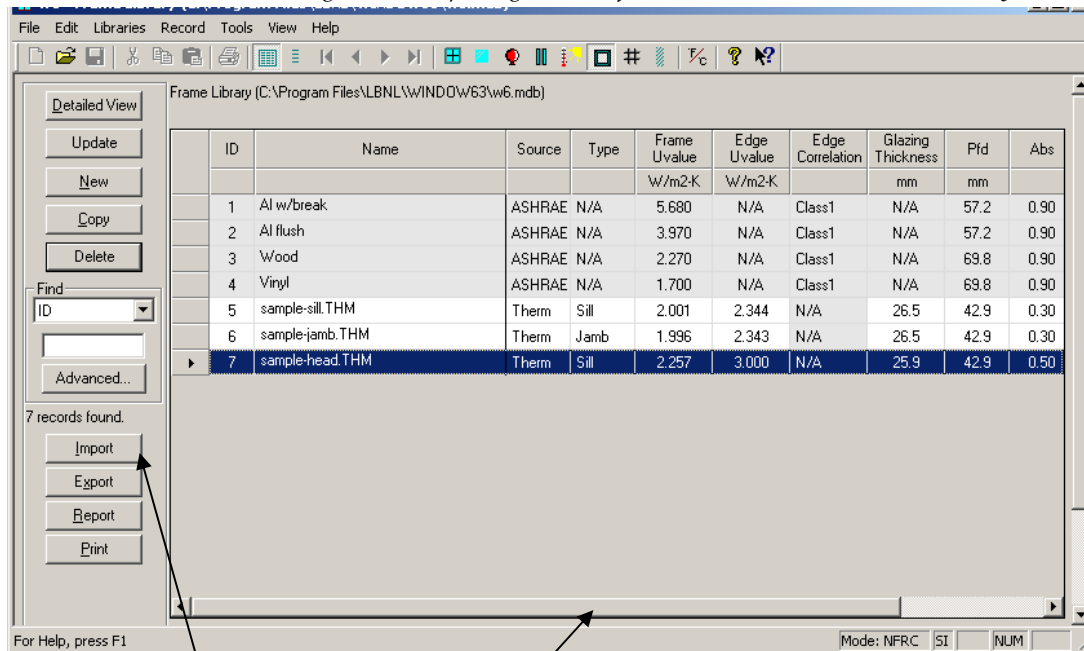 File Edit Libraries Record Tools View Help
Detailed View
Update
New
Copy
Delete
Find
ID
Advanced...
7 records found.
Import
Export
Report
Print
Frame Library (C:\Program Files\LBNL\WINDOW63\w6.mdb)
ID Name Source Type Frame Uvalue Edge Uvalue Edge Correlation Glazing Thickness Pfd Abs
W/m2-K W/m2-K mm mm
1 Al w/break ASHRAE N/A 5.680 N/A Class1 N/A 57.2 0.90
2 Al flush ASHRAE N/A 3.970 N/A Class1 N/A 57.2 0.90
3 Wood ASHRAE N/A 2.270 N/A Class1 N/A 69.8 0.90
4 Vinyl ASHRAE N/A 1.700 N/A Class1 N/A 69.8 0.90
5 sample-sill.THM Therm Sill 2.001 2.344 N/A 26.5 42.9 0.30
6 sample-jamb.THM Therm Jamb 1.996 2.343 N/A 26.5 42.9 0.30
7 sample-head.THM Therm Sill 2.257 3.000 N/A 25.9 42.9 0.50
For Help, press F1 Mode: NFRC SI NUM